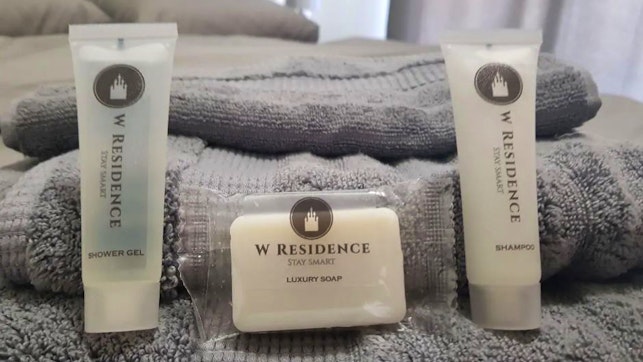 W RESIDENCE
STAY SMART
SHOWER GEL
W RESIDENCE
STAY SMART
LUXURY SOAP
W RESIDENCE
STAY SMART
SHAMPOO